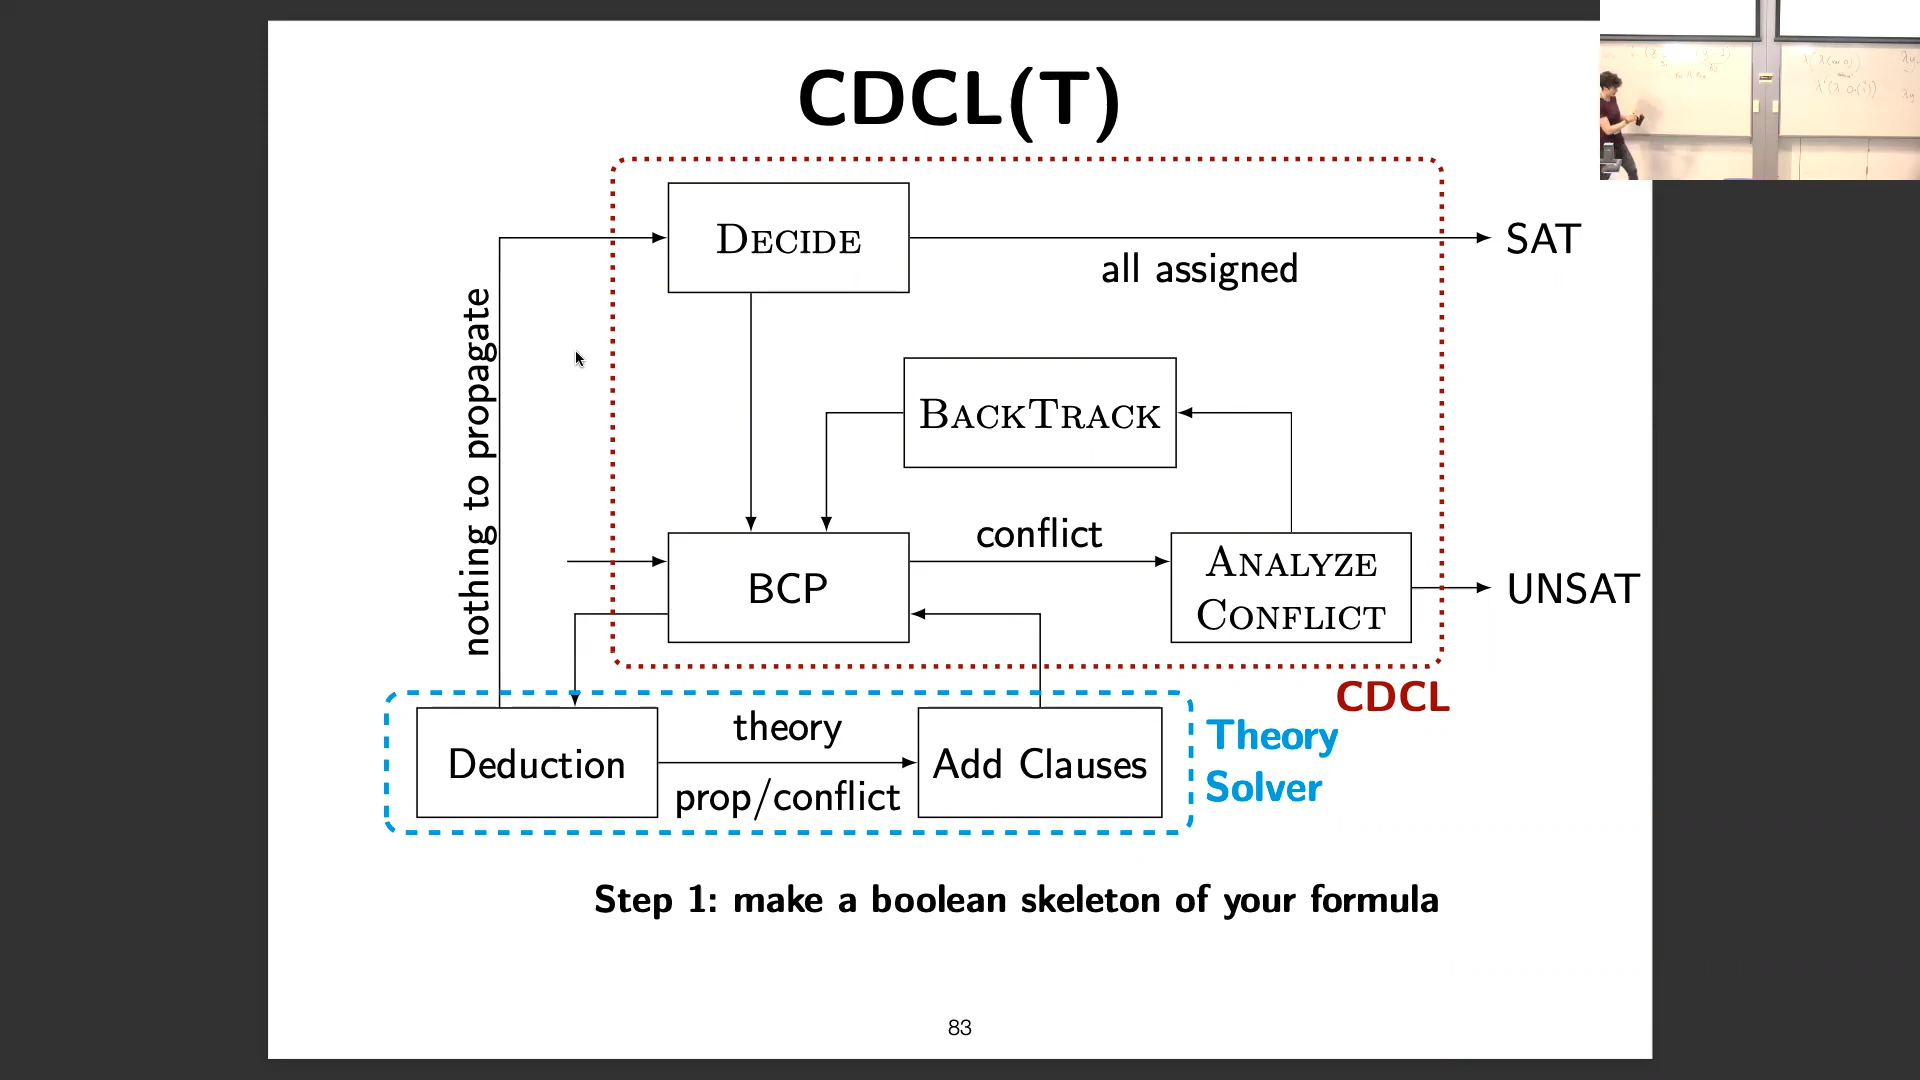 CDCL(T)
DECIDE
SAT
all assigned
nothing to propagate
BACKTRACK
conflict
BCP
ANALYZE
CONFLICT
UNSAT
CDCL
theory
Deduction
prop/conflict
Add Clauses
Theory
Solver
Step 1: make a boolean skeleton of your formula
83